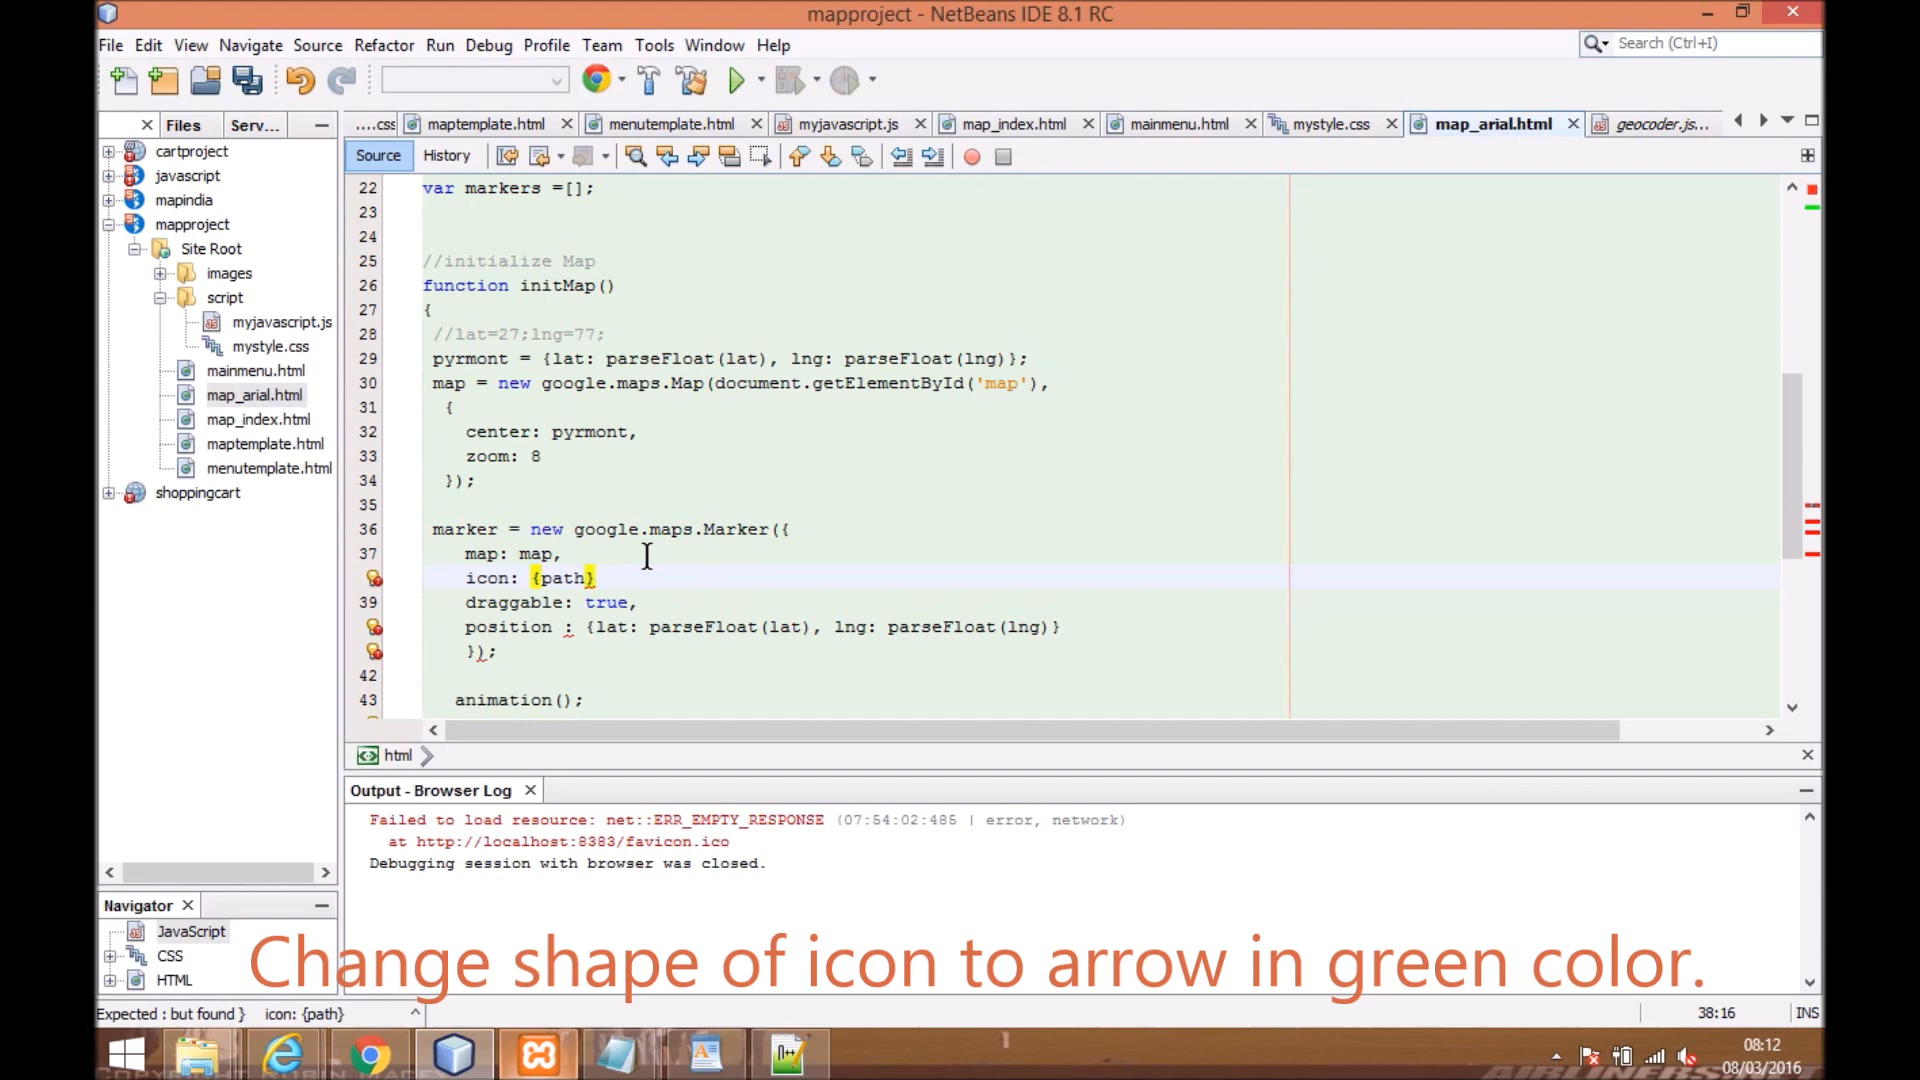 mapproject - NetBeans IDE 8.1 RC
File Edit View Navigate Source Refactor Run Debug Profile Team Tools Window Help
Search (Ctrl+I)
Files Serv...
....css maptemplate.html menutemplate.html myjavascript.js map_index.html mainmenu.html mystyle.css map_arial.html geocoder.js...
Source History
cartproject
javascript
mapindia
mapproject
Site Root
images
script
myjavascript.js
mystyle.css
mainmenu.html
map_arial.html
map_index.html
maptemplate.html
menutemplate.html
shoppingcart
22 var markers =[];
23
24
25 //initialize Map
26 function initMap()
27 {
28 //lat=27;lng=77;
29 pyrmont = {lat: parseFloat(lat), lng: parseFloat(lng)};
30 map = new google.maps.Map(document.getElementById('map'),
31 {
32 center: pyrmont,
33 zoom: 8
34 });
35
36 marker = new google.maps.Marker({
37 map: map,
icon: {path}
39 draggable: true,
position : {lat: parseFloat(lat), lng: parseFloat(lng)}
});
42
43 animation();
html
Output - Browser Log
Failed to load resource: net::ERR_EMPTY_RESPONSE (07:54:02:485 | error, network)
at http://localhost:8383/favicon.ico
Debugging session with browser was closed.
Navigator
JavaScript
CSS
HTML
Change shape of icon to arrow in green color.
Expected : but found } icon: {path}
38:16 INS
08:12
08/03/2016